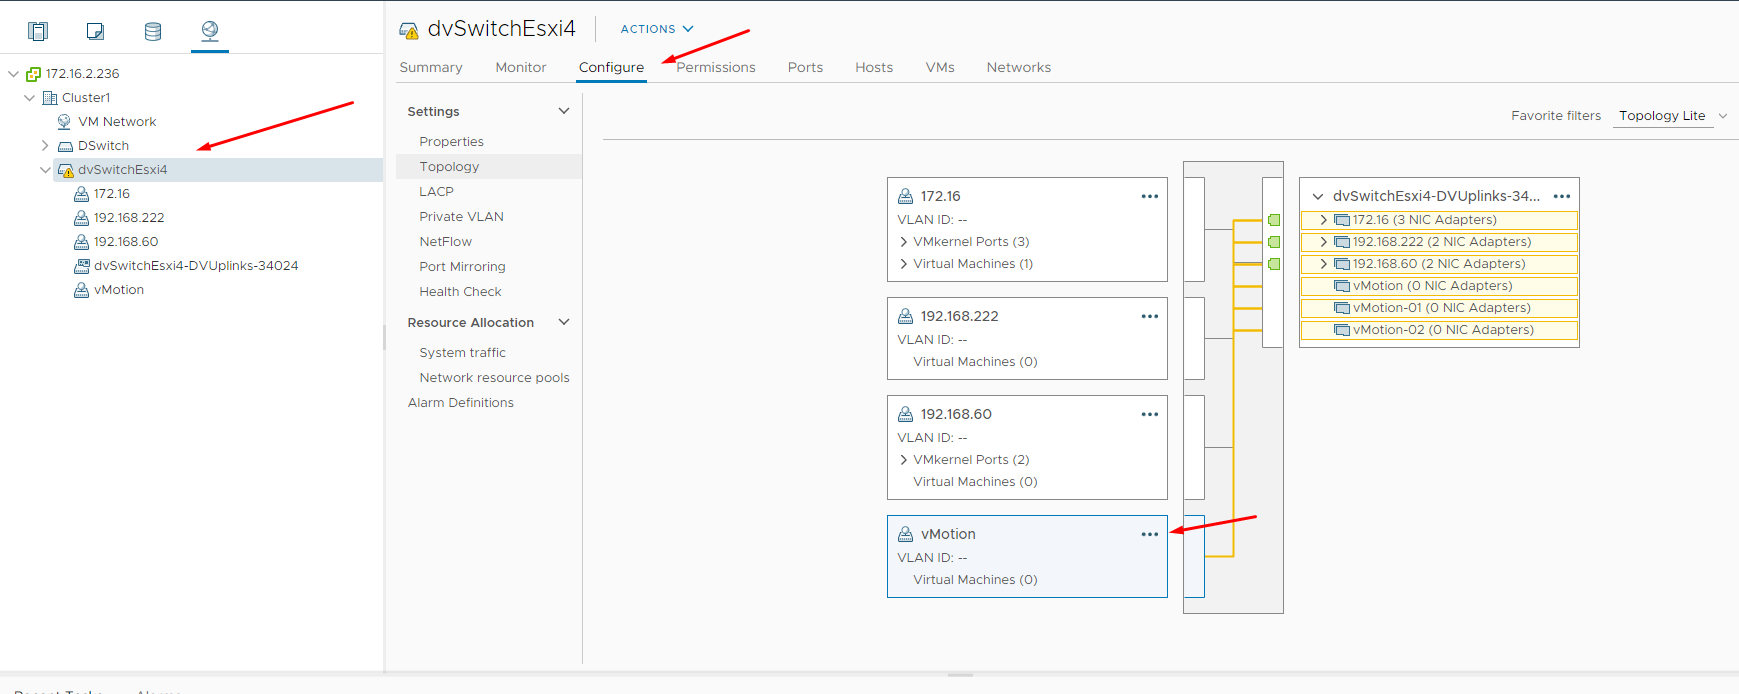 172.16.2.236
Cluster1
VM Network
DSwitch
dvSwitchEsxi4
172.16
192.168.222
192.168.60
dvSwitchEsxi4-DVUplinks-34024
vMotion
dvSwitchEsxi4
ACTIONS
Summary Monitor Configure Permissions Ports Hosts VMs Networks
Settings
Properties
Topology
LACP
Private VLAN
NetFlow
Port Mirroring
Health Check
Resource Allocation
System traffic
Network resource pools
Alarm Definitions
Favorite filters Topology Lite
172.16 ...
VLAN ID: --
VMkernel Ports (3)
Virtual Machines (1)
192.168.222 ...
VLAN ID: --
Virtual Machines (0)
192.168.60 ...
VLAN ID: --
VMkernel Ports (2)
Virtual Machines (0)
vMotion ...
VLAN ID: --
Virtual Machines (0)
dvSwitchEsxi4-DVUplinks-34... ...
172.16 (3 NIC Adapters)
192.168.222 (2 NIC Adapters)
192.168.60 (2 NIC Adapters)
vMotion (0 NIC Adapters)
vMotion-01 (0 NIC Adapters)
vMotion-02 (0 NIC Adapters)